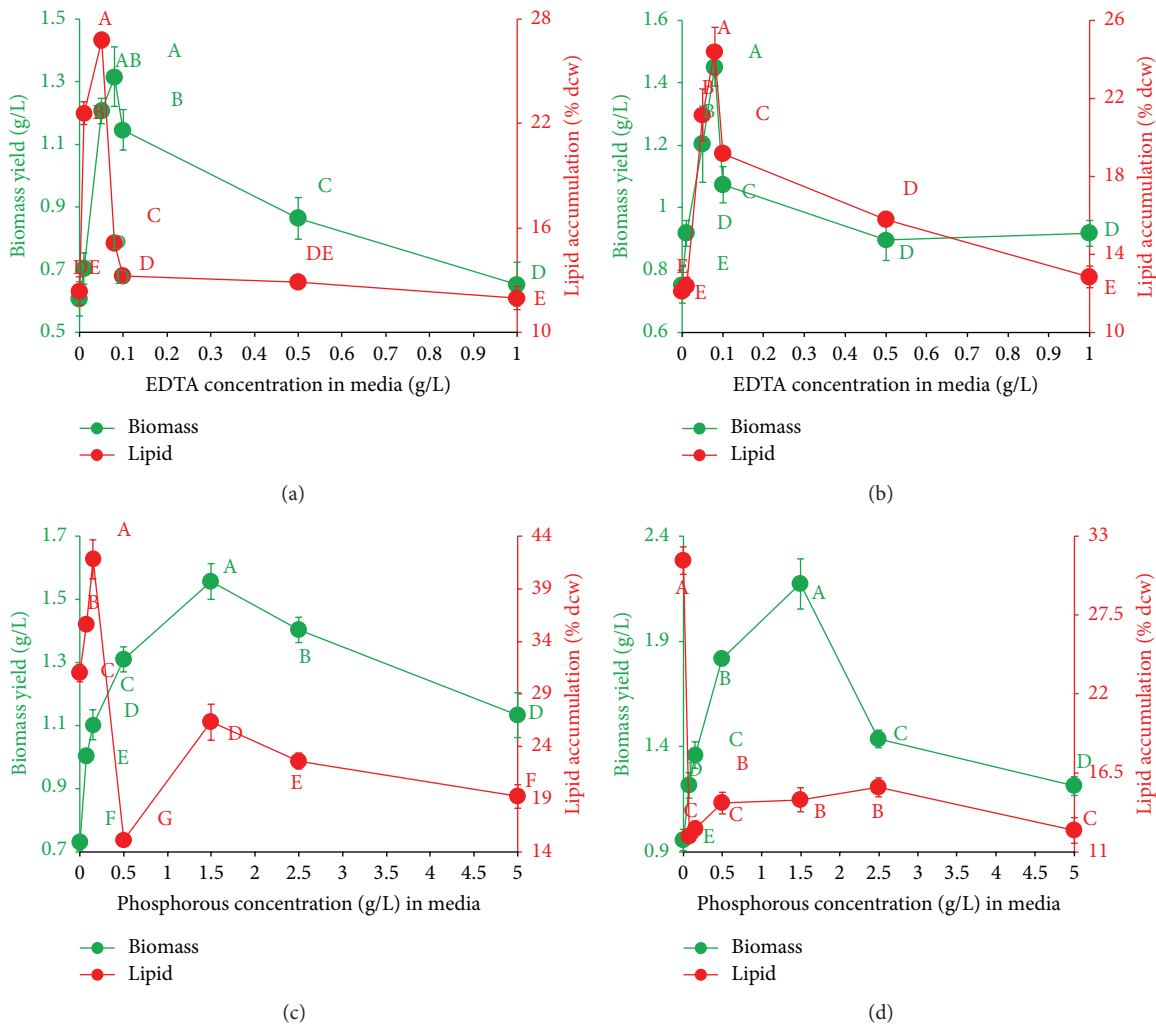 Biomass yield (g/L)
1.5
1.3
1.1
0.9
0.7
0.5
28
22
16
10
Lipid accumulation (% dcw)
A
AB
A
B
B
C
C
D
D
DE
DE
D
E
0 0.1 0.2 0.3 0.4 0.5 0.6 0.7 0.8 0.9 1
EDTA concentration in media (g/L)
Biomass
Lipid
(a)
Biomass yield (g/L)
1.6
1.4
1.2
1
0.8
0.6
26
22
18
14
10
Lipid accumulation (% dcw)
A
A
B
B
C
C
D
D
D
D
E
E
E
E
0 0.1 0.2 0.3 0.4 0.5 0.6 0.7 0.8 0.9 1
EDTA concentration in media (g/L)
Biomass
Lipid
(b)
Biomass yield (g/L)
1.7
1.5
1.3
1.1
0.9
0.7
44
39
34
29
24
19
14
Lipid accumulation (% dcw)
A
A
B
B
C
C
D
D
D
E
E
F
F
G
0 0.5 1 1.5 2 2.5 3 3.5 4 4.5 5
Phosphorous concentration (g/L) in media
Biomass
Lipid
(c)
Biomass yield (g/L)
2.4
1.9
1.4
0.9
33
27.5
22
16.5
11
Lipid accumulation (% dcw)
A
A
B
C
B
C
D
D
C
C
B
B
C
E
0 0.5 1 1.5 2 2.5 3 3.5 4 4.5 5
Phosphorous concentration (g/L) in media
Biomass
Lipid
(d)